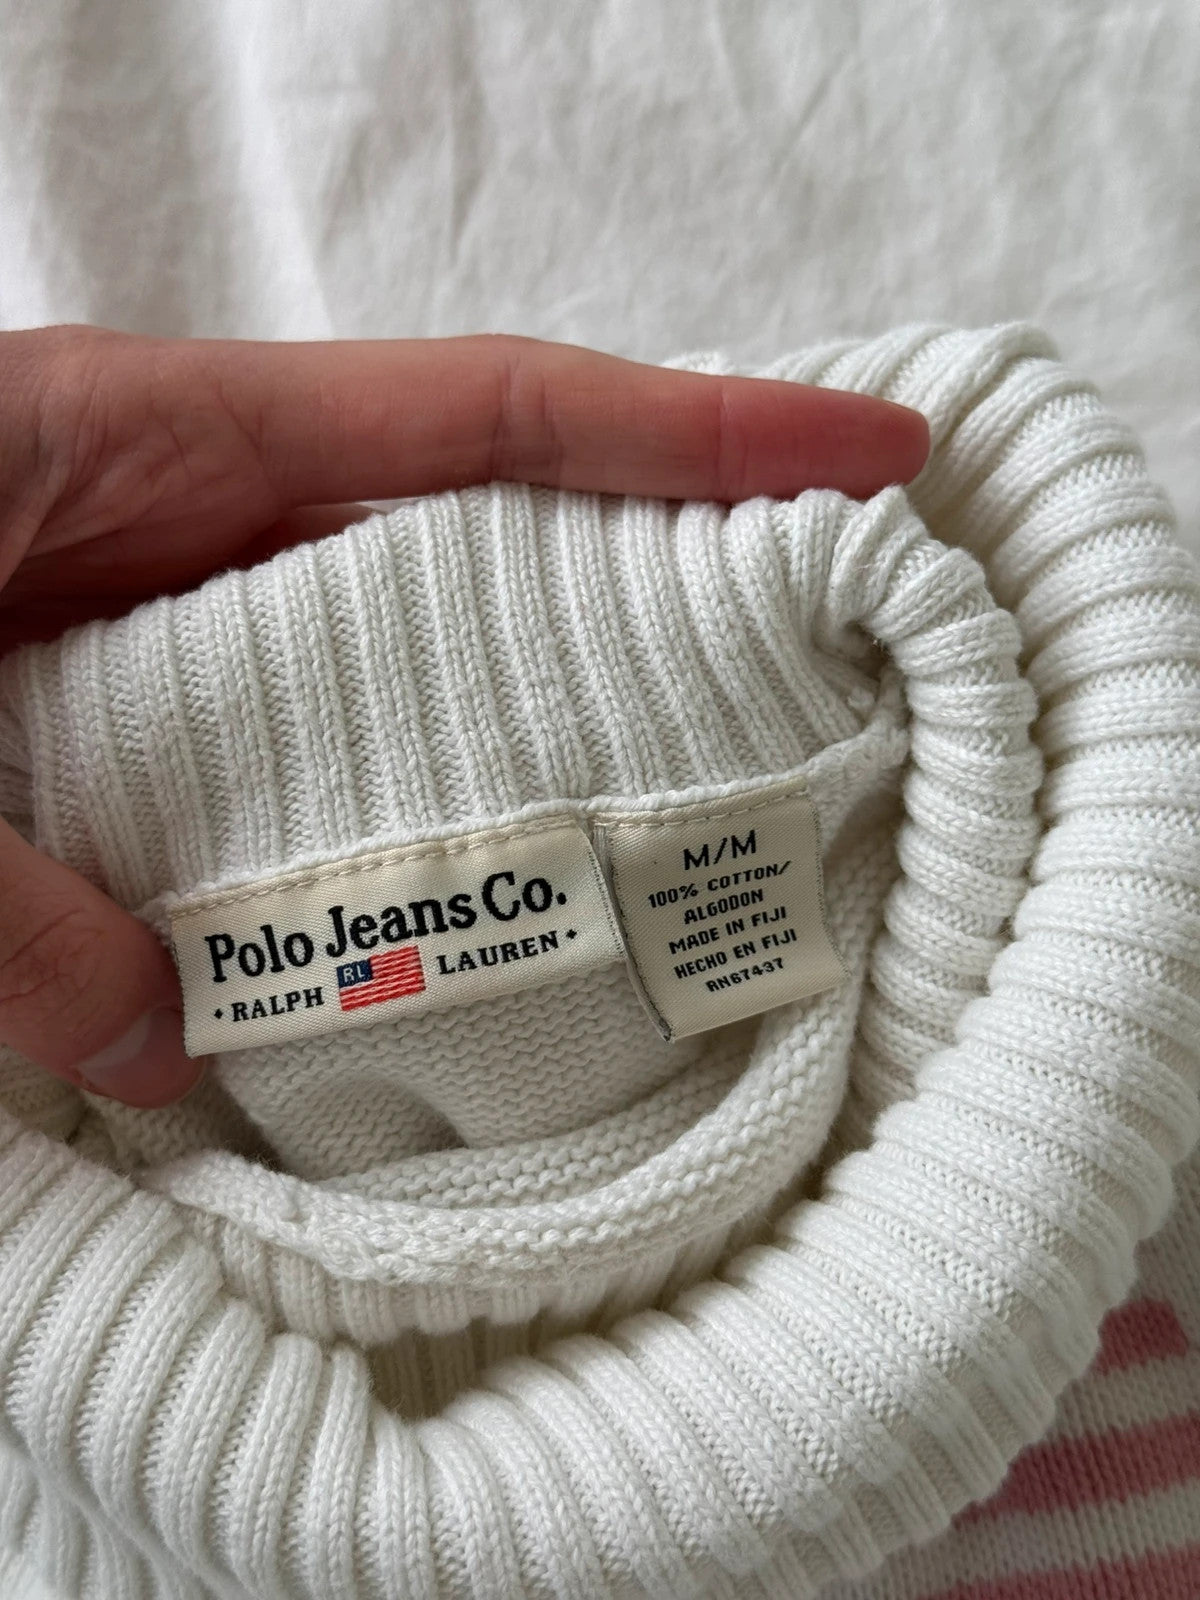 Polo Jeans Co.
RALPH RL LAUREN
M/M
100% COTTON/
ALGODON
MADE IN FIJI
HECHO EN FIJI
RN67437